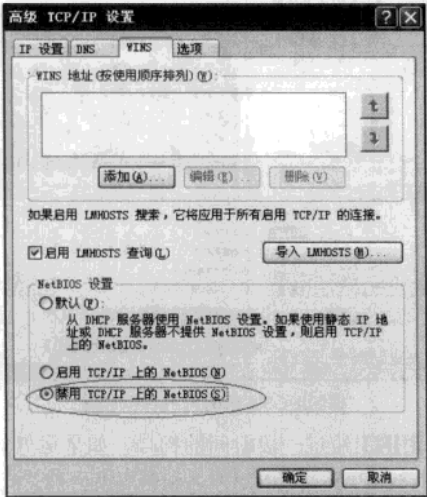 高级 TCP/IP 设置
IP 设置 DNS WINS 选项
WINS 地址(按使用顺序排列)(W):
添加(A)... 编辑(E)... 删除(V)
如果启用 LMHOSTS 搜索，它将应用于所有启用 TCP/IP 的连接。
启用 LMHOSTS 查询(L) 导入 LMHOSTS(M)...
NetBIOS 设置
默认(F):
从 DHCP 服务器使用 NetBIOS 设置。如果使用静态 IP 地
址或 DHCP 服务器不提供 NetBIOS 设置，则启用 TCP/IP
上的 NetBIOS。
启用 TCP/IP 上的 NetBIOS(N)
禁用 TCP/IP 上的 NetBIOS(S)
确定 取消